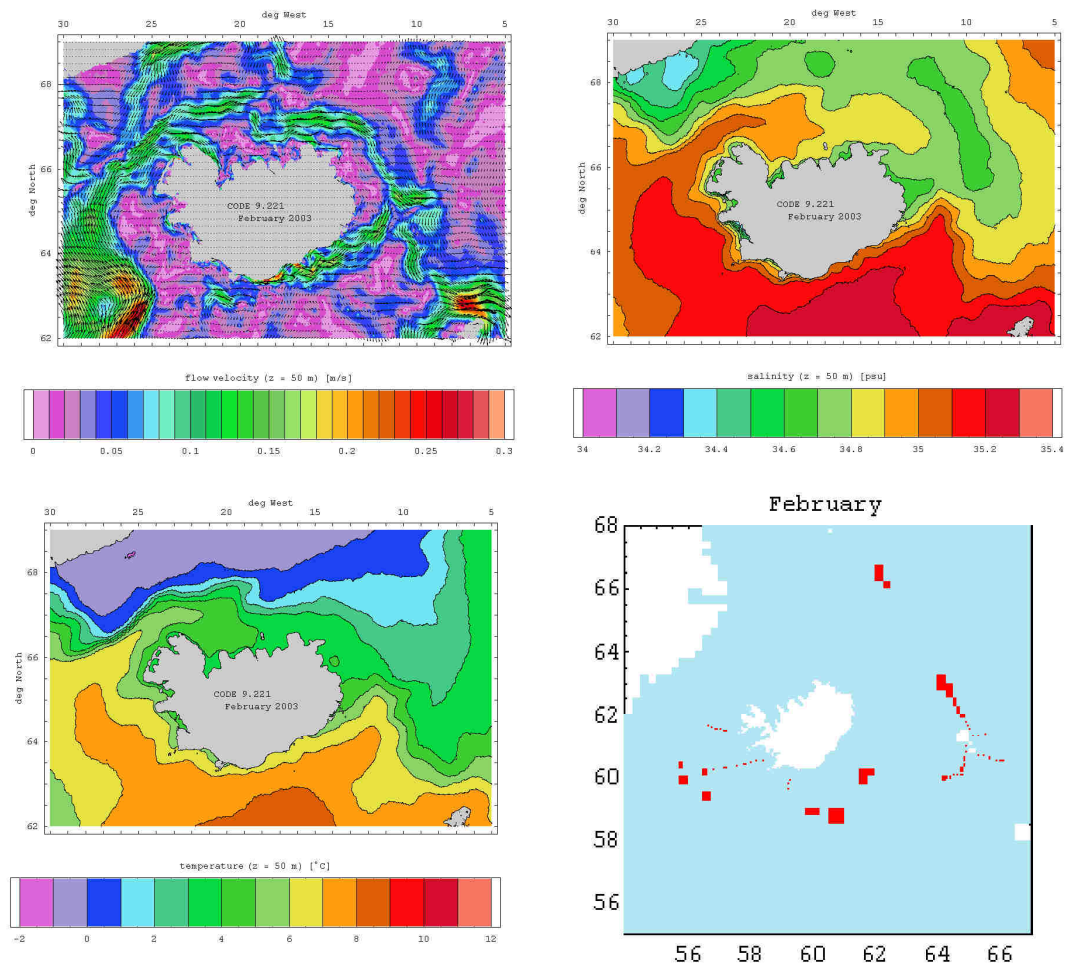 deg West
30 25 20 15 10 5
68
66
64
62
deg North
CODE 9.221
February 2003
flow velocity (z = 50 m) [m/s]
0 0.05 0.1 0.15 0.2 0.25 0.3
deg West
30 25 20 15 10 5
68
66
64
62
deg North
CODE 9.221
February 2003
salinity (z = 50 m) [psu]
34 34.2 34.4 34.6 34.8 35 35.2 35.4
deg West
30 25 20 15 10 5
68
66
64
62
deg North
CODE 9.221
February 2003
temperature (z = 50 m) [°C]
-2 0 2 4 6 8 10 12
February
68
66
64
62
60
58
56
56 58 60 62 64 66